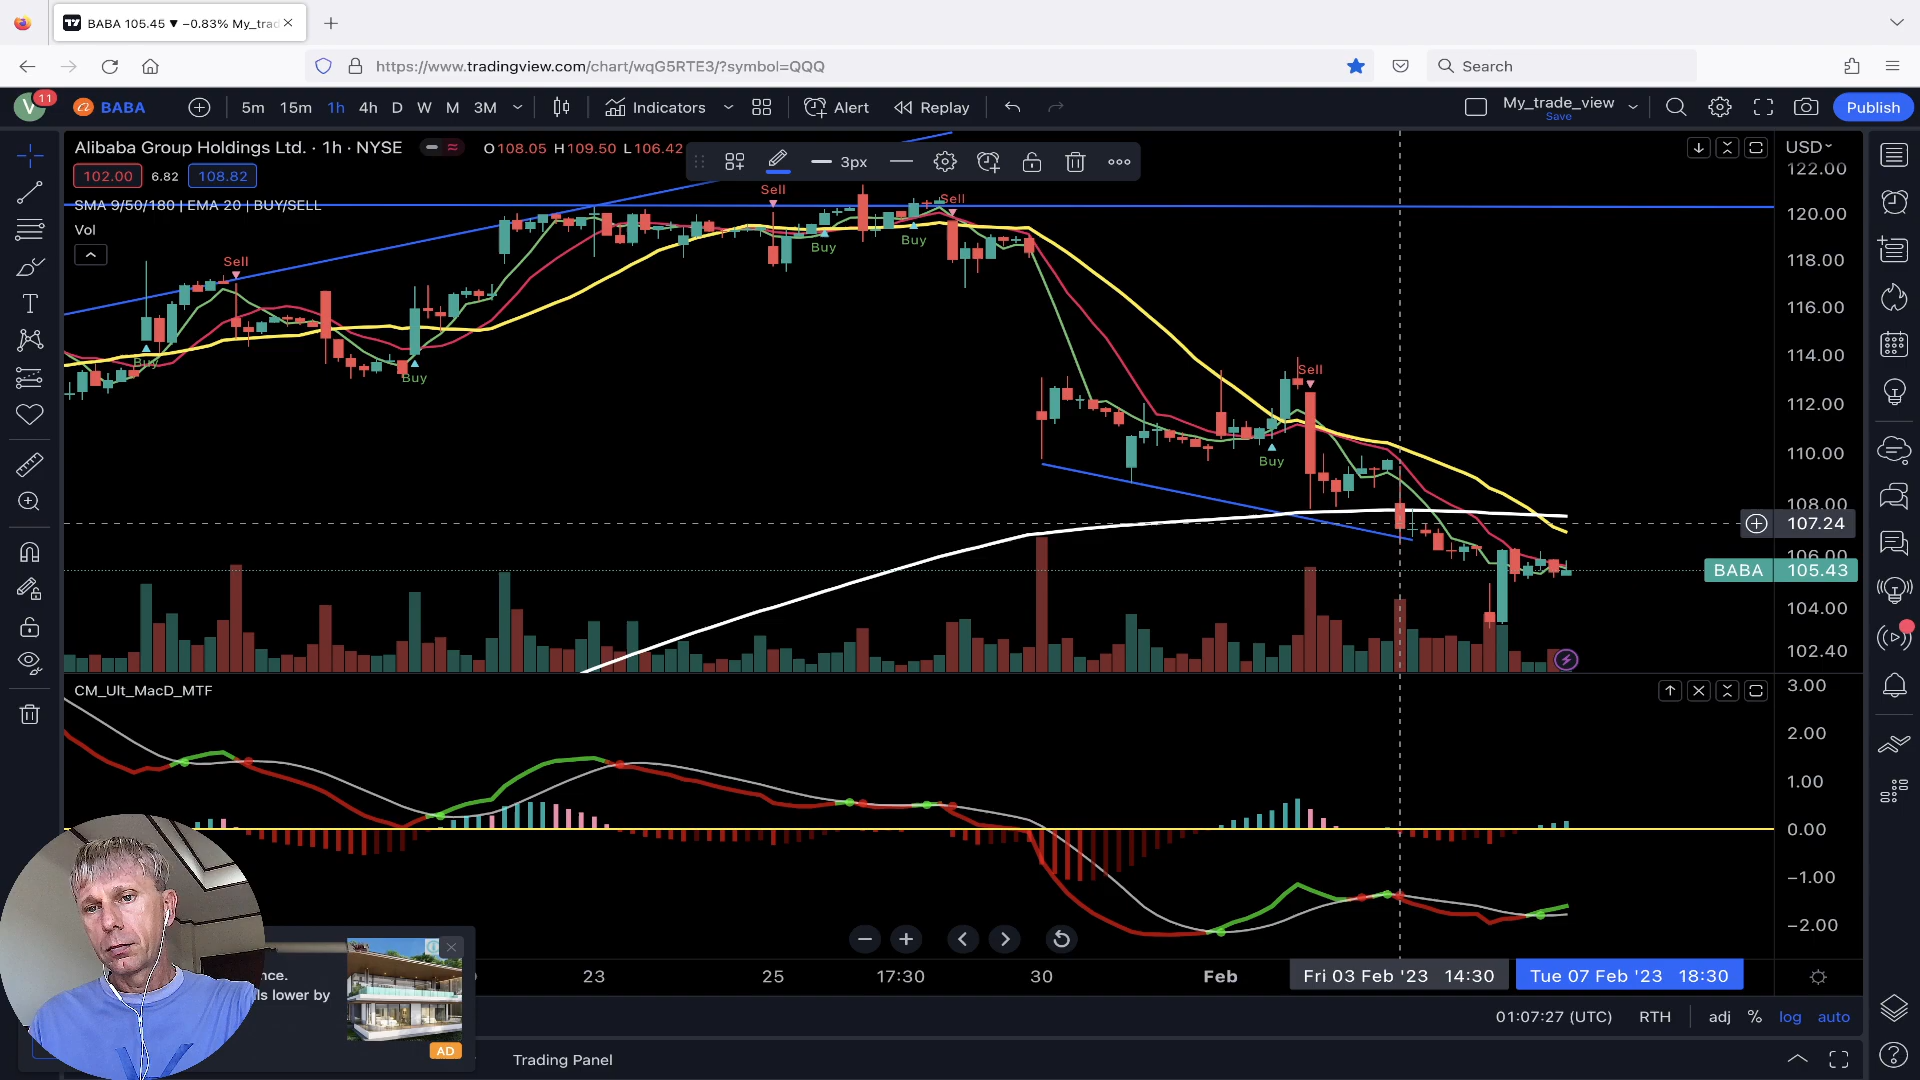 BABA 105.45 ▼ −0.83% My_trad
https://www.tradingview.com/chart/wqG5RTE3/?symbol=QQQ
Search
V
11
BABA
5m 15m 1h 4h D W M 3M
Indicators
Alert
Replay
My_trade_view
Save
Publish
Alibaba Group Holdings Ltd. · 1h · NYSE
O108.05 H109.50 L106.42
3px
USD
102.00 6.82 108.82
SMA 9/50/180 | EMA 20 | BUY/SELL
Vol
Sell
Buy
Buy
Sell
Buy
Sell
Buy
Sell
Buy
122.00
120.00
118.00
116.00
114.00
112.00
110.00
108.00
107.24
106.00
BABA 105.43
104.00
102.40
CM_Ult_MacD_MTF
3.00
2.00
1.00
0.00
−1.00
−2.00
23 25 17:30 30 Feb
Fri 03 Feb '23 14:30
Tue 07 Feb '23 18:30
nce.
ls lower by
AD
01:07:27 (UTC) RTH adj % log auto
Trading Panel